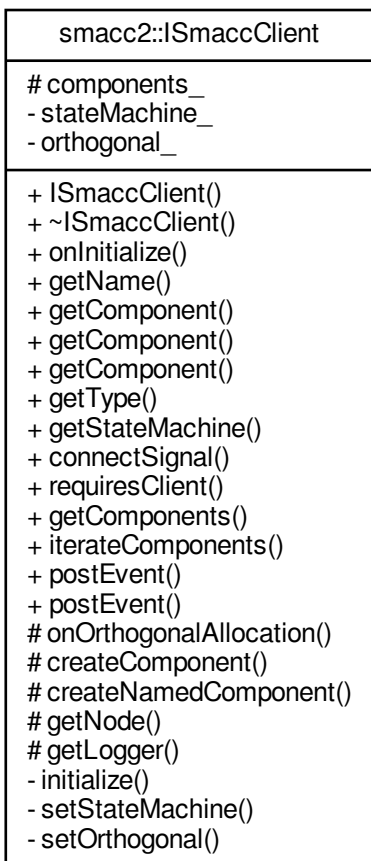 smacc2::ISmaccClient
# components_
- stateMachine_
- orthogonal_
+ ISmaccClient()
+ ~ISmaccClient()
+ onInitialize()
+ getName()
+ getComponent()
+ getComponent()
+ getComponent()
+ getType()
+ getStateMachine()
+ connectSignal()
+ requiresClient()
+ getComponents()
+ iterateComponents()
+ postEvent()
+ postEvent()
# onOrthogonalAllocation()
# createComponent()
# createNamedComponent()
# getNode()
# getLogger()
- initialize()
- setStateMachine()
- setOrthogonal()